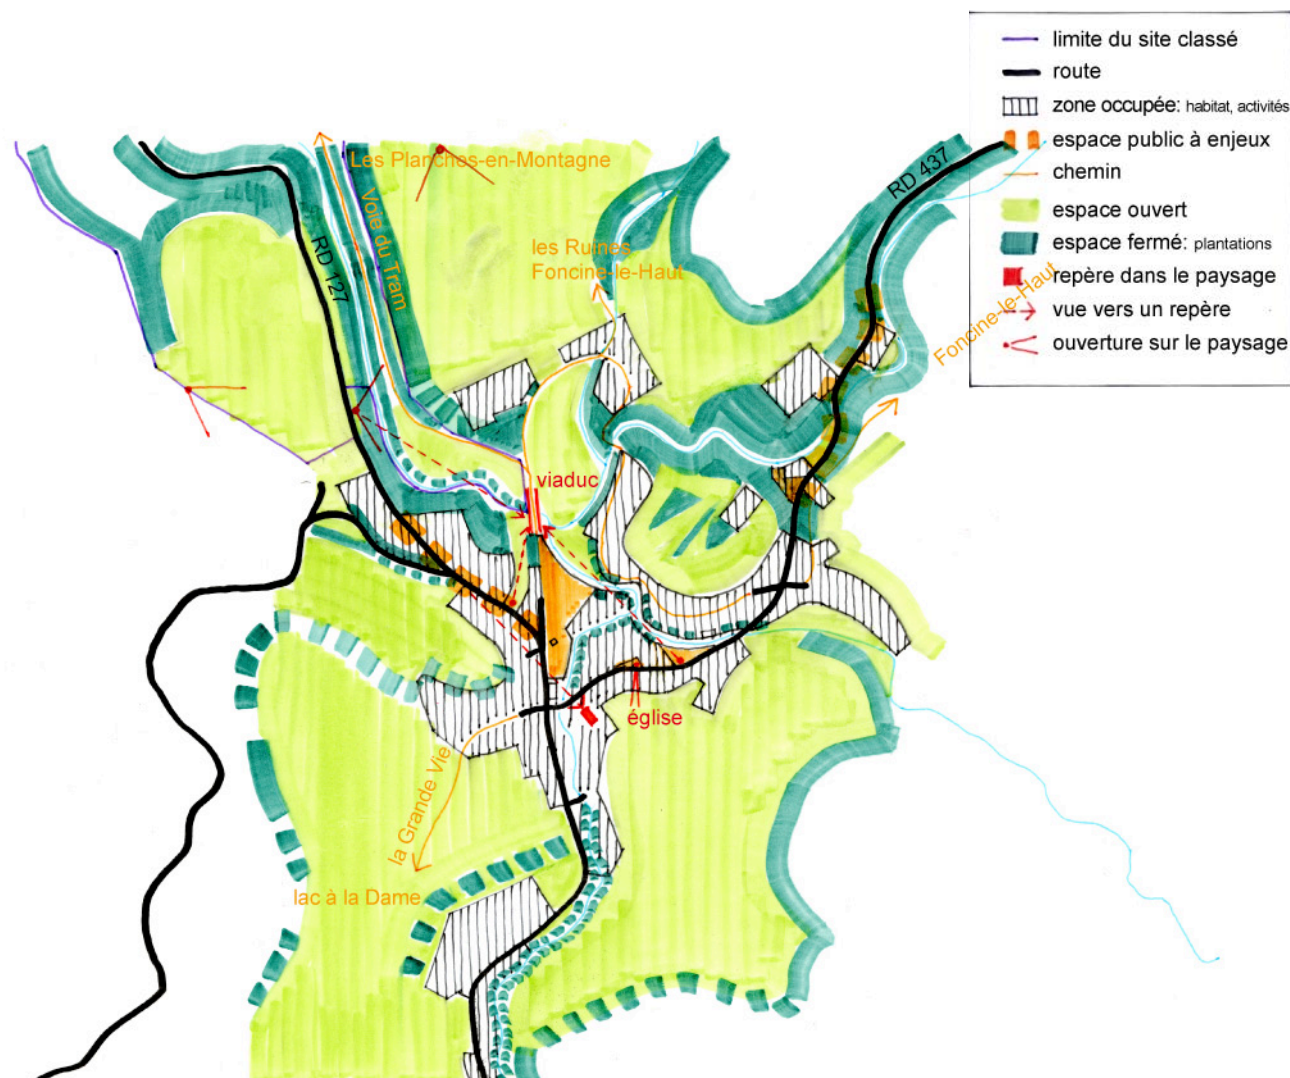 limite du site classé
route
zone occupée: habitat, activités
espace public à enjeux
chemin
espace ouvert
espace fermé: plantations
repère dans le paysage
vue vers un repère
ouverture sur le paysage
Les Planches-en-Montagne
Voie du Tram
RD 127
RD 437
les Ruines
Foncine-le-Haut
Foncine-le-Haut
viaduc
église
la Grande Vie
lac à la Dame